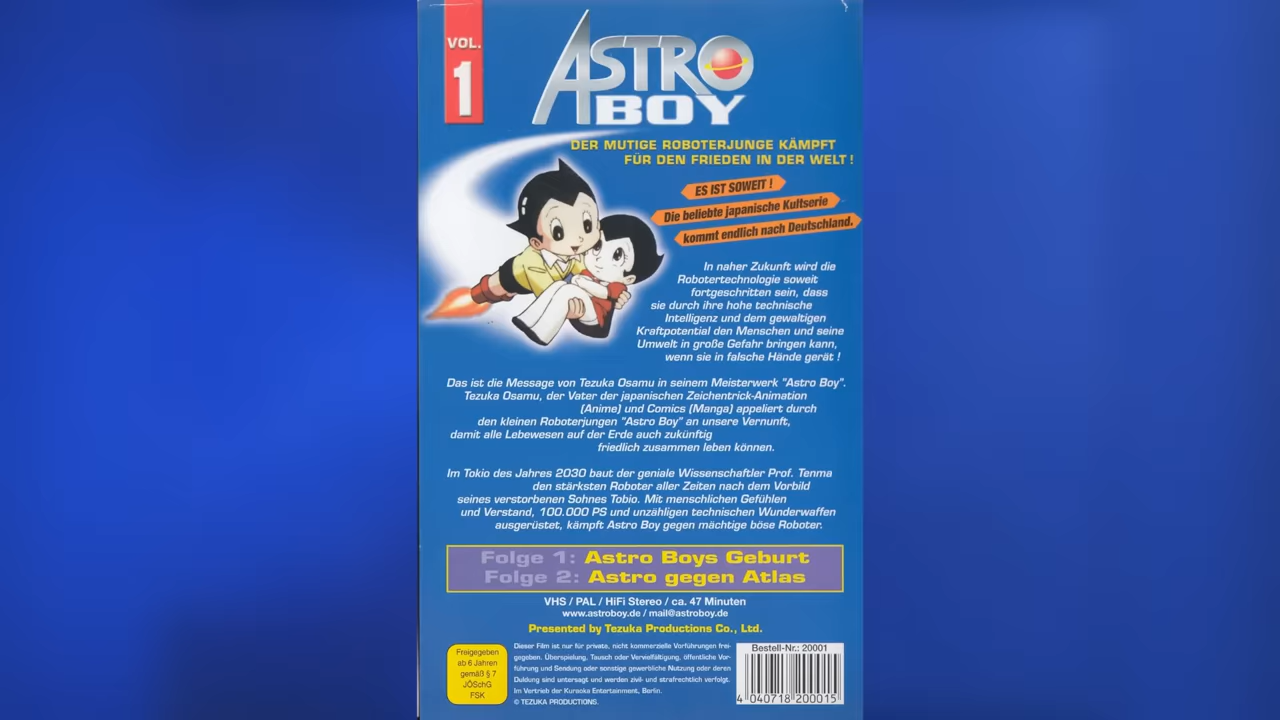 VOL.
1
ASTRO
BOY
DER MUTIGE ROBOTERJUNGE KÄMPFT
FÜR DEN FRIEDEN IN DER WELT !
ES IST SOWEIT !
Die beliebte japanische Kultserie
kommt endlich nach Deutschland.
In naher Zukunft wird die
Robotertechnologie soweit
fortgeschritten sein, dass
sie durch ihre hohe technische
Intelligenz und dem gewaltigen
Kraftpotential den Menschen und seine
Umwelt in große Gefahr bringen kann,
wenn sie in falsche Hände gerät !
Das ist die Message von Tezuka Osamu in seinem Meisterwerk "Astro Boy".
Tezuka Osamu, der Vater der japanischen Zeichentrick-Animation
(Anime) und Comics (Manga) appeliert durch
den kleinen Roboterjungen "Astro Boy" an unsere Vernunft,
damit alle Lebewesen auf der Erde auch zukünftig
friedlich zusammen leben können.
Im Tokio des Jahres 2030 baut der geniale Wissenschaftler Prof. Tenma
den stärksten Roboter aller Zeiten nach dem Vorbild
seines verstorbenen Sohnes Tobio. Mit menschlichen Gefühlen
und Verstand, 100.000 PS und unzähligen technischen Wunderwaffen
ausgerüstet, kämpft Astro Boy gegen mächtige böse Roboter.
Folge 1: Astro Boys Geburt
Folge 2: Astro gegen Atlas
VHS / PAL / HiFi Stereo / ca. 47 Minuten
www.astroboy.de / mail@astroboy.de
Presented by Tezuka Productions Co., Ltd.
Freigegeben
ab 6 Jahren
gemäß § 7
JÖSchG
FSK
Dieser Film ist nur für private, nicht kommerzielle Vorführungen frei-
gegeben. Überspielung, Tausch oder Vervielfältigung, öffentliche Vor-
führung und Sendung oder sonstige gewerbliche Nutzung oder deren
Duldung sind untersagt und werden zivil- und strafrechtlich verfolgt.
Im Vertrieb der Kuraoka Entertainment, Berlin.
© TEZUKA PRODUCTIONS.
Bestell-Nr.: 20001
4 040718 200015